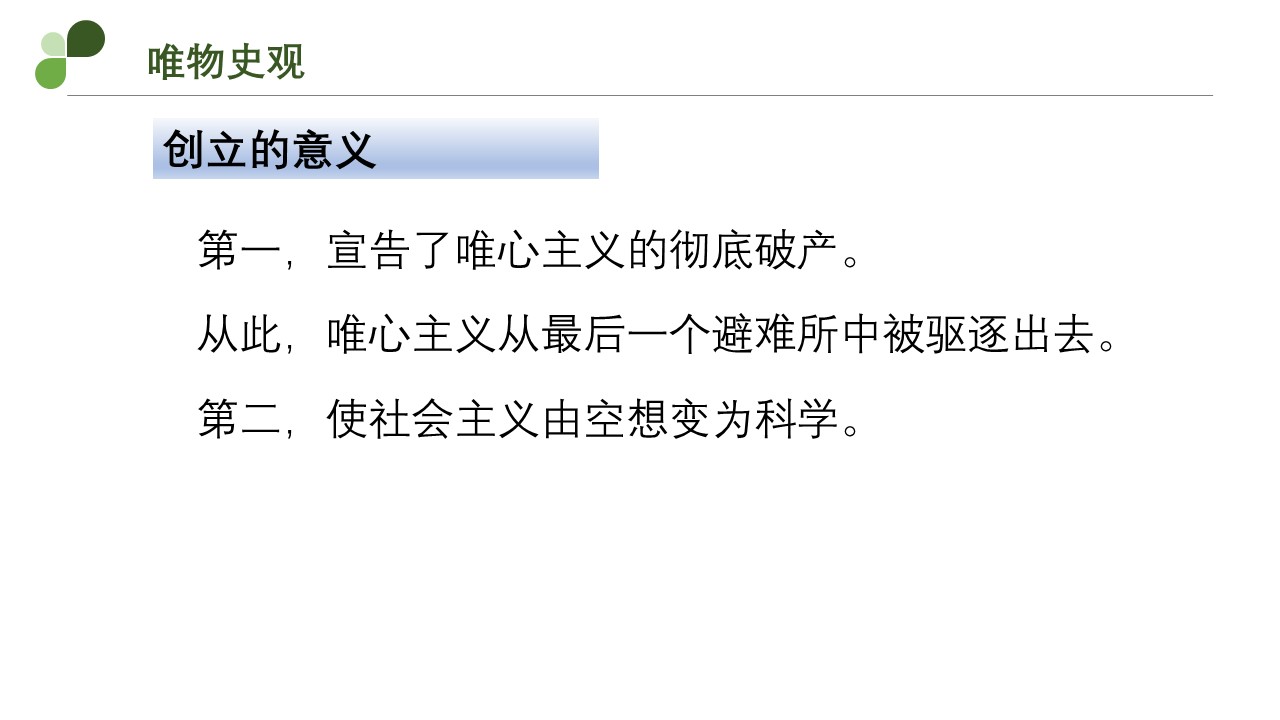 唯物史观
创立的意义
第一，宣告了唯心主义的彻底破产。
从此，唯心主义从最后一个避难所中被驱逐出去。
第二，使社会主义由空想变为科学。